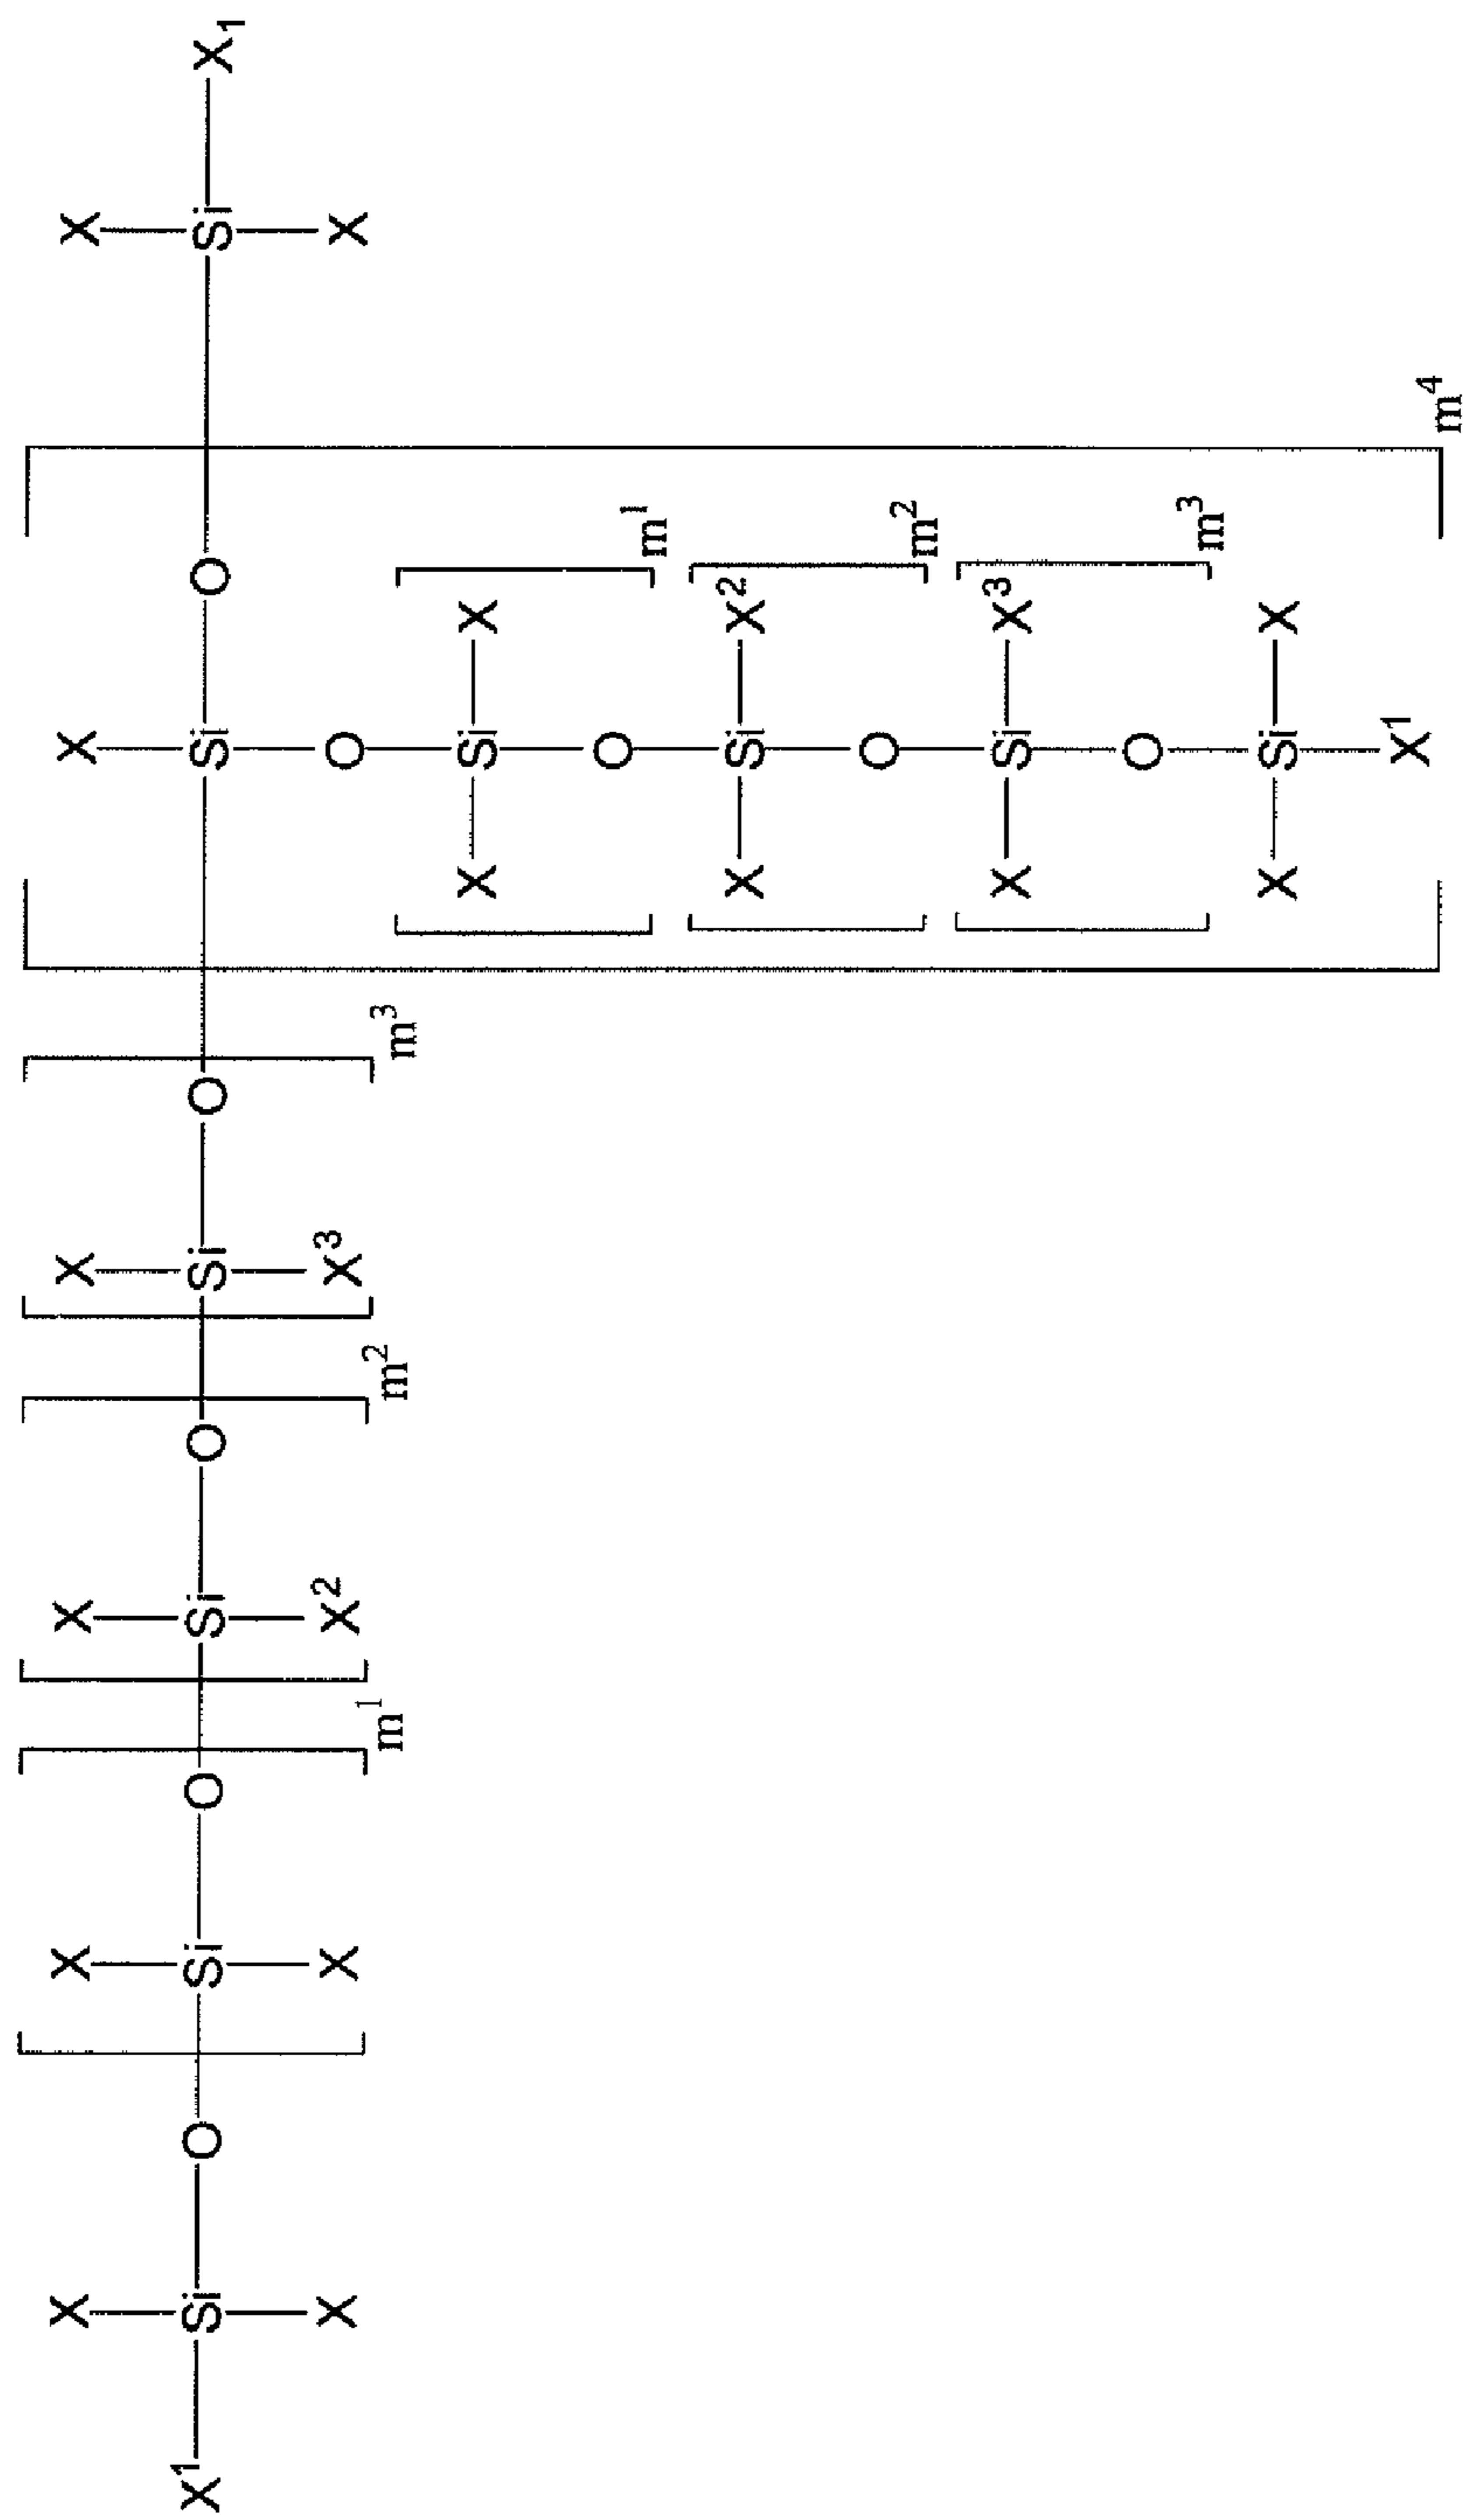 X X X X X X
X¹ Si O Si O Si O Si O Si O Si X¹
X X X² X³ O X
m¹ m² m³
X Si X
O
m¹
X Si X²
O
m²
X Si X³
O
m³
X Si X
X¹
m⁴